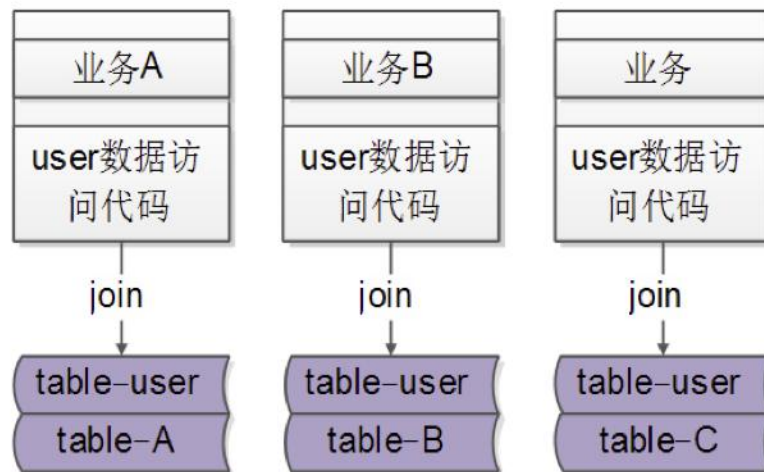 业务A
user数据访
问代码
join
table-user
table-A
业务B
user数据访
问代码
join
table-user
table-B
业务
user数据访
问代码
join
table-user
table-C